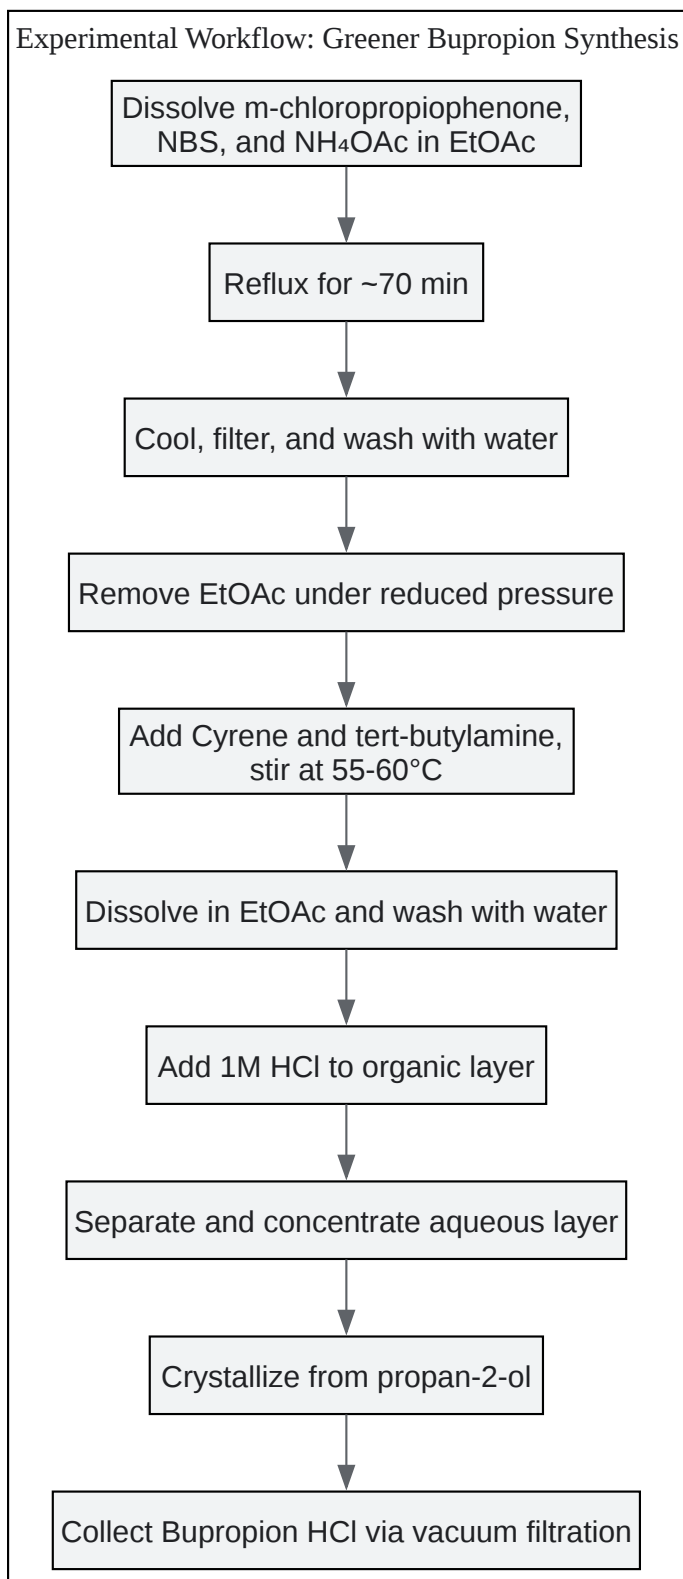 Experimental Workflow: Greener Bupropion Synthesis
Dissolve m-chloropropiophenone,
NBS, and NH₄OAc in EtOAc
Reflux for ~70 min
Cool, filter, and wash with water
Remove EtOAc under reduced pressure
Add Cyrene and tert-butylamine,
stir at 55-60°C
Dissolve in EtOAc and wash with water
Add 1M HCl to organic layer
Separate and concentrate aqueous layer
Crystallize from propan-2-ol
Collect Bupropion HCl via vacuum filtration